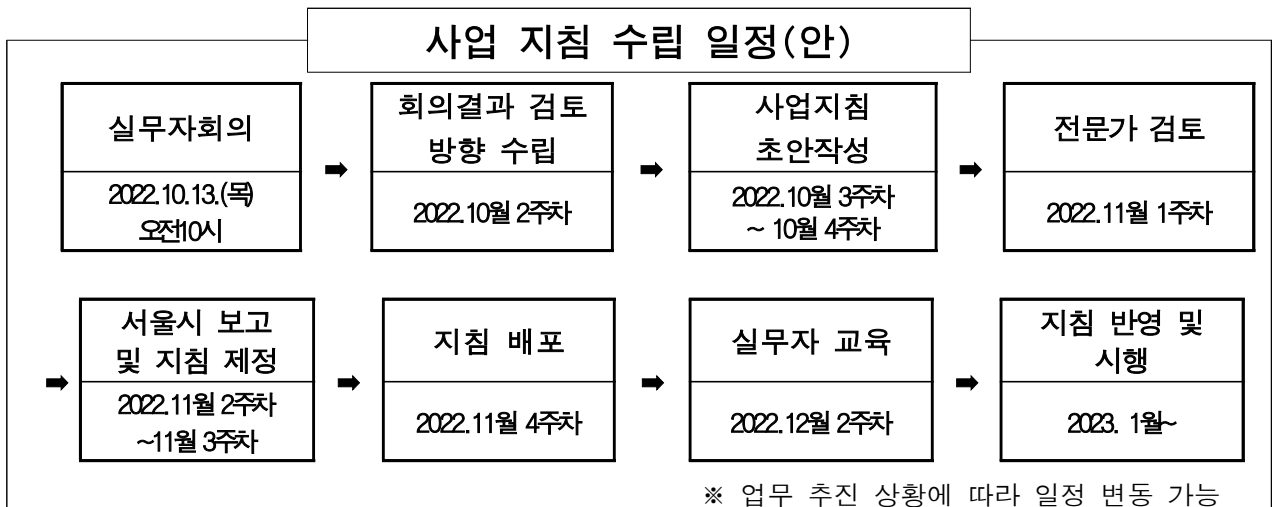 사업 지침 수립 일정(안)
실무자회의
2022.10.13.(목)
오전10시
➡
회의결과 검토
방향 수립
2022.10월 2주차
➡
사업지침
초안작성
2022.10월 3주차
~ 10월 4주차
➡
전문가 검토
2022.11월 1주차
➡
서울시 보고
및 지침 제정
2022.11월 2주차
~11월 3주차
➡
지침 배포
2022.11월 4주차
➡
실무자 교육
2022.12월 2주차
➡
지침 반영 및
시행
2023. 1월~
※ 업무 추진 상황에 따라 일정 변동 가능